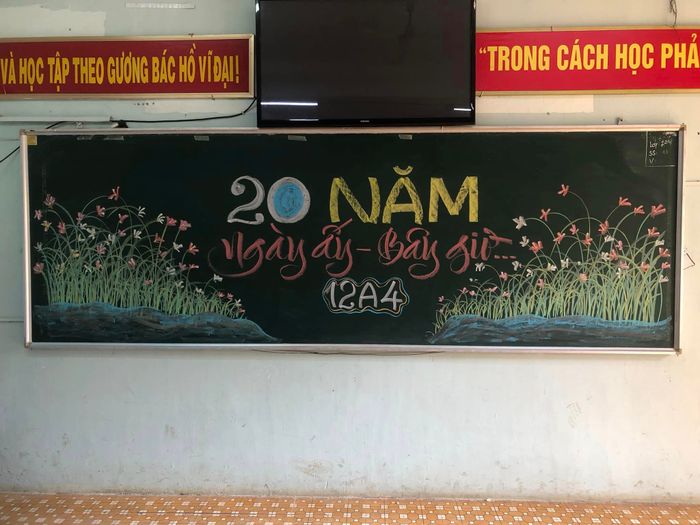 VÀ HỌC TẬP THEO GƯƠNG BÁC HỒ VĨ ĐẠI!
"TRONG CÁCH HỌC PHẢ
20 NĂM
Ngày ấy - Bây giờ...
12A4